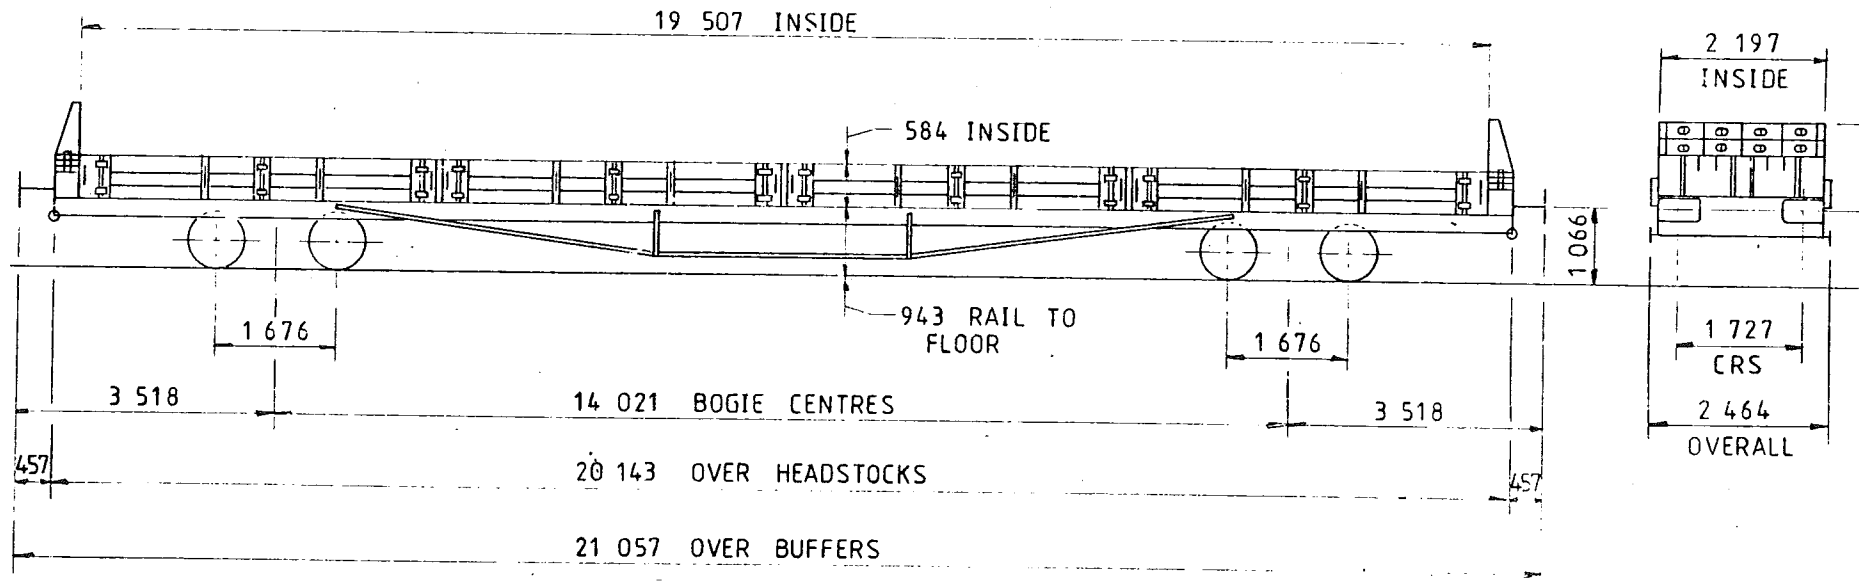 19 507 INSIDE
2 197
INSIDE
584 INSIDE
1066
943 RAIL TO
FLOOR
1 676
1 676
1 727
CRS
3 518
14 021 BOGIE CENTRES
3 518
2 464
OVERALL
457
20 143 OVER HEADSTOCKS
457
21 057 OVER BUFFERS